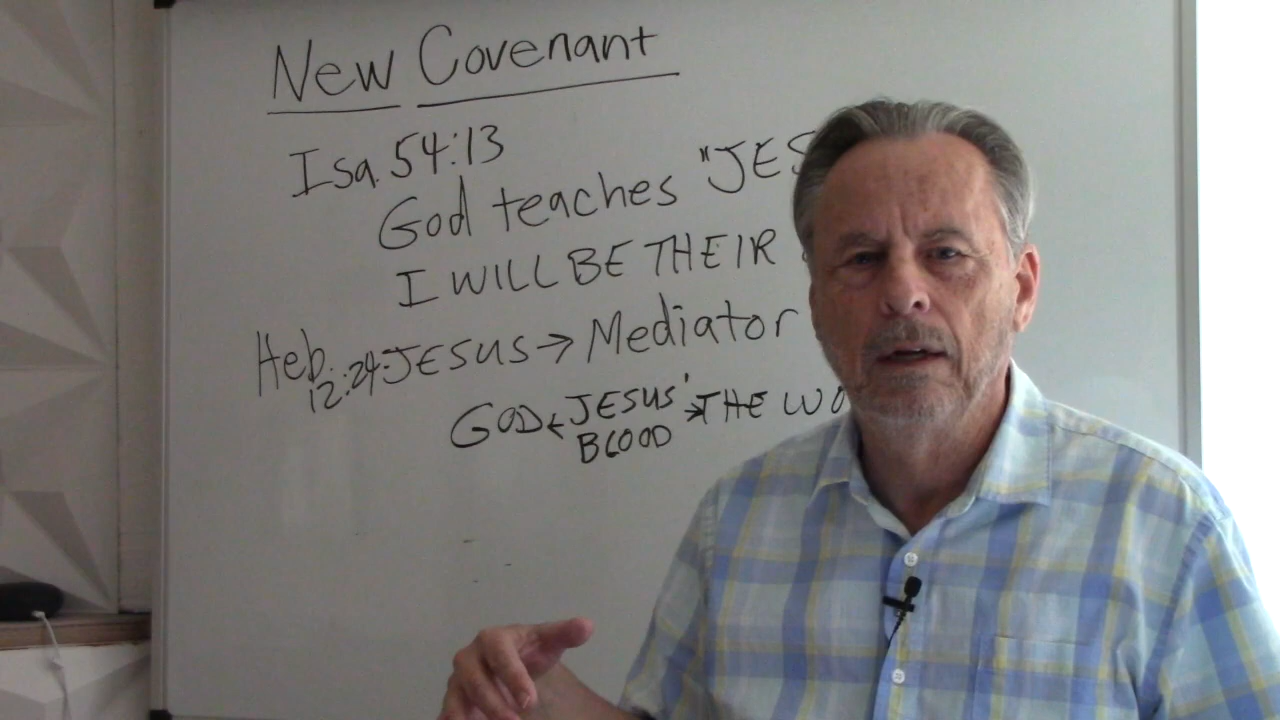 New Covenant
Isa. 54:13
God teaches "JES
I WILL BE THEIR
Heb. 12:24-JESUS → Mediator
GOD ← JESUS' BLOOD → THE WO